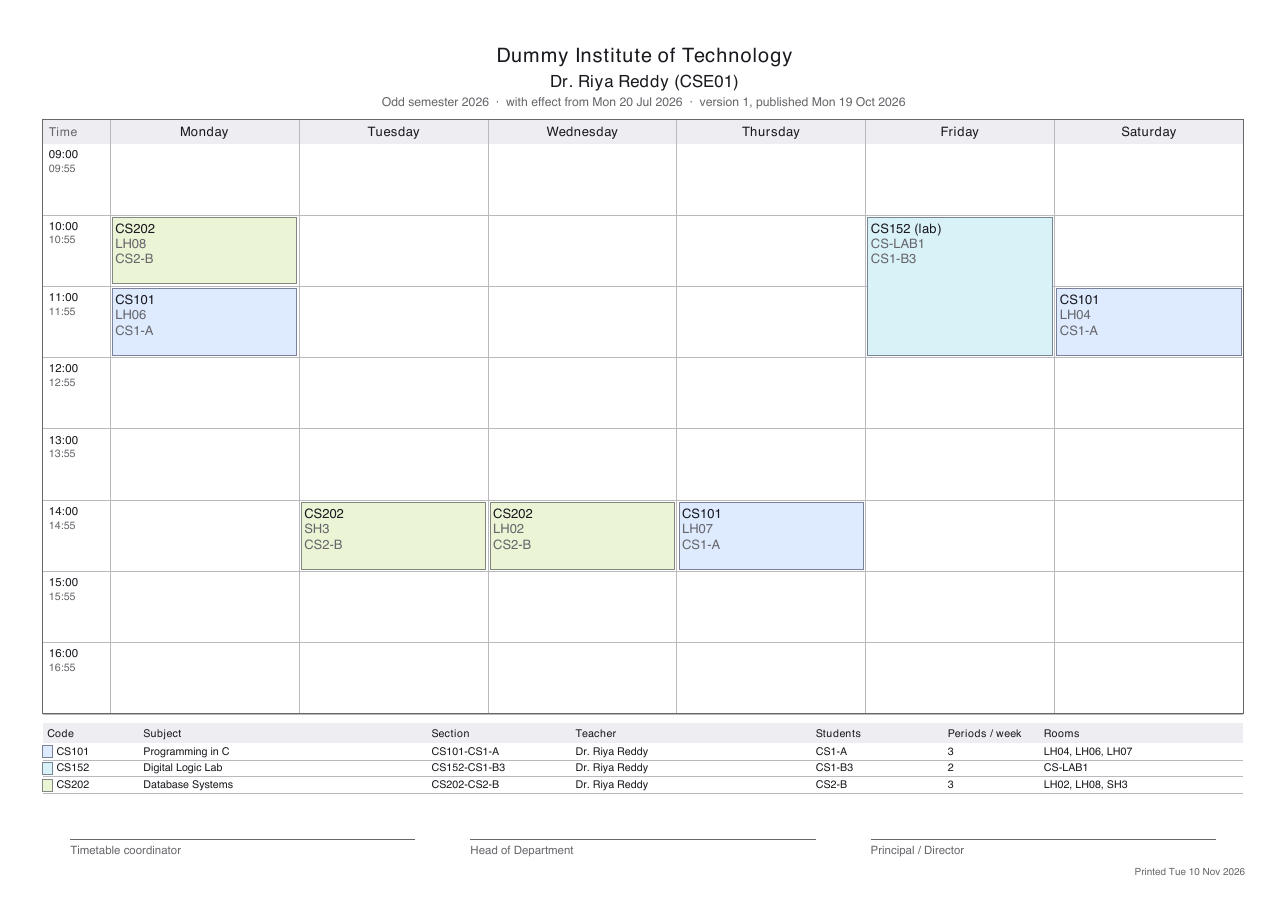 Dummy Institute of Technology
Dr. Riya Reddy (CSE01)
Odd semester 2026 · with effect from Mon 20 Jul 2026 · version 1, published Mon 19 Oct 2026
Time Monday Tuesday Wednesday Thursday Friday Saturday
09:00
09:55
10:00
10:55
CS202
LH08
CS2-B
CS152 (lab)
CS-LAB1
CS1-B3
11:00
11:55
CS101
LH06
CS1-A
CS101
LH04
CS1-A
12:00
12:55
13:00
13:55
14:00
14:55
CS202
SH3
CS2-B
CS202
LH02
CS2-B
CS101
LH07
CS1-A
15:00
15:55
16:00
16:55
Code Subject Section Teacher Students Periods / week Rooms
CS101 Programming in C CS101-CS1-A Dr. Riya Reddy CS1-A 3 LH04, LH06, LH07
CS152 Digital Logic Lab CS152-CS1-B3 Dr. Riya Reddy CS1-B3 2 CS-LAB1
CS202 Database Systems CS202-CS2-B Dr. Riya Reddy CS2-B 3 LH02, LH08, SH3
Timetable coordinator Head of Department Principal / Director
Printed Tue 10 Nov 2026